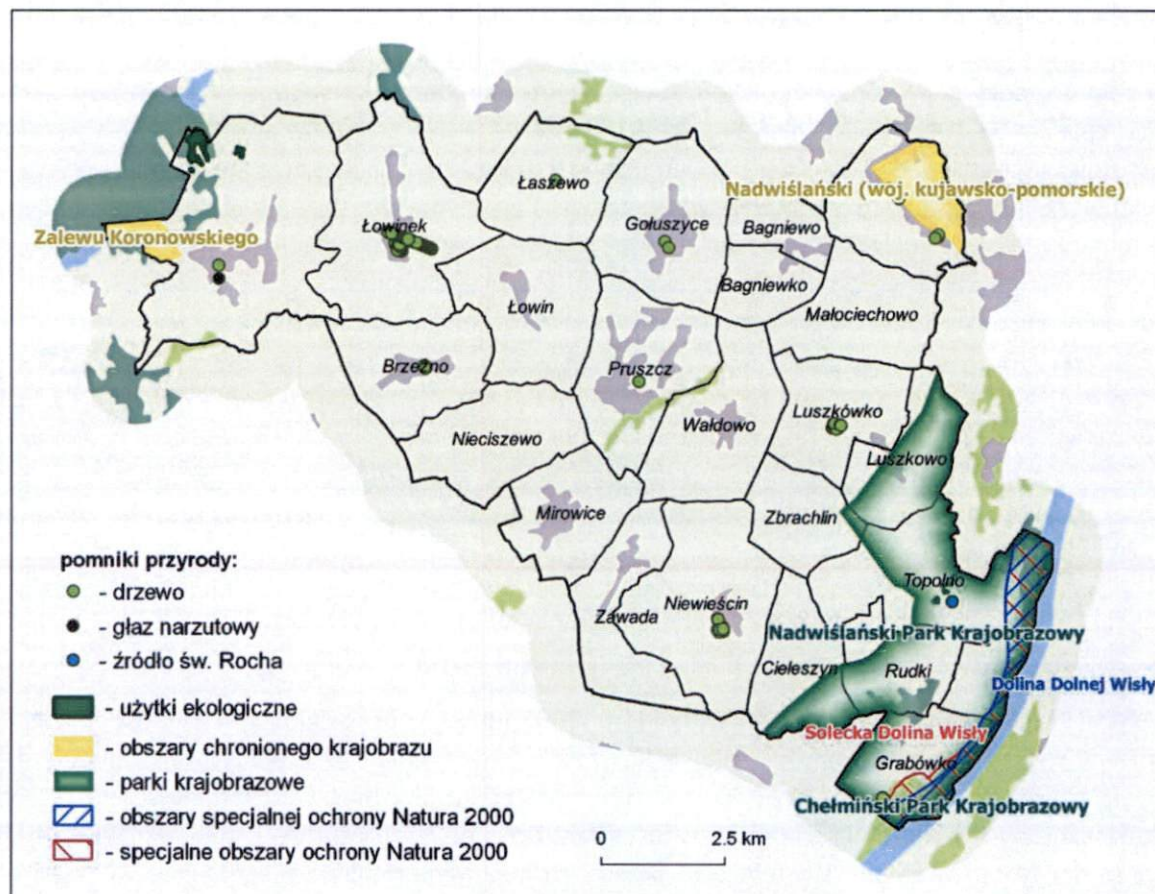 Łaszewo
Nadwiślański (woj. kujawsko-pomorskie)
Łowinek
Gołuszyce
Bagniewo
Zalewu Koronowskiego
Bagniewko
Łowin
Małociechowo
Brzeźno
Pruszcz
Luszkówko
Wałdowo
Nieciszewo
Luszkowo
Mirowice
Zbrachlin
pomniki przyrody:
- drzewo
Topolno
- głaz narzutowy
Zawada
Niewieścin
Nadwiślański Park Krajobrazowy
- źródło św. Rocha
Cieleszyn
Rudki
Dolina Dolnej Wisły
- użytki ekologiczne
Solecka Dolina Wisły
- obszary chronionego krajobrazu
Grabówko
- parki krajobrazowe
Chełmiński Park Krajobrazowy
- obszary specjalnej ochrony Natura 2000
- specjalne obszary ochrony Natura 2000
0 2.5 km